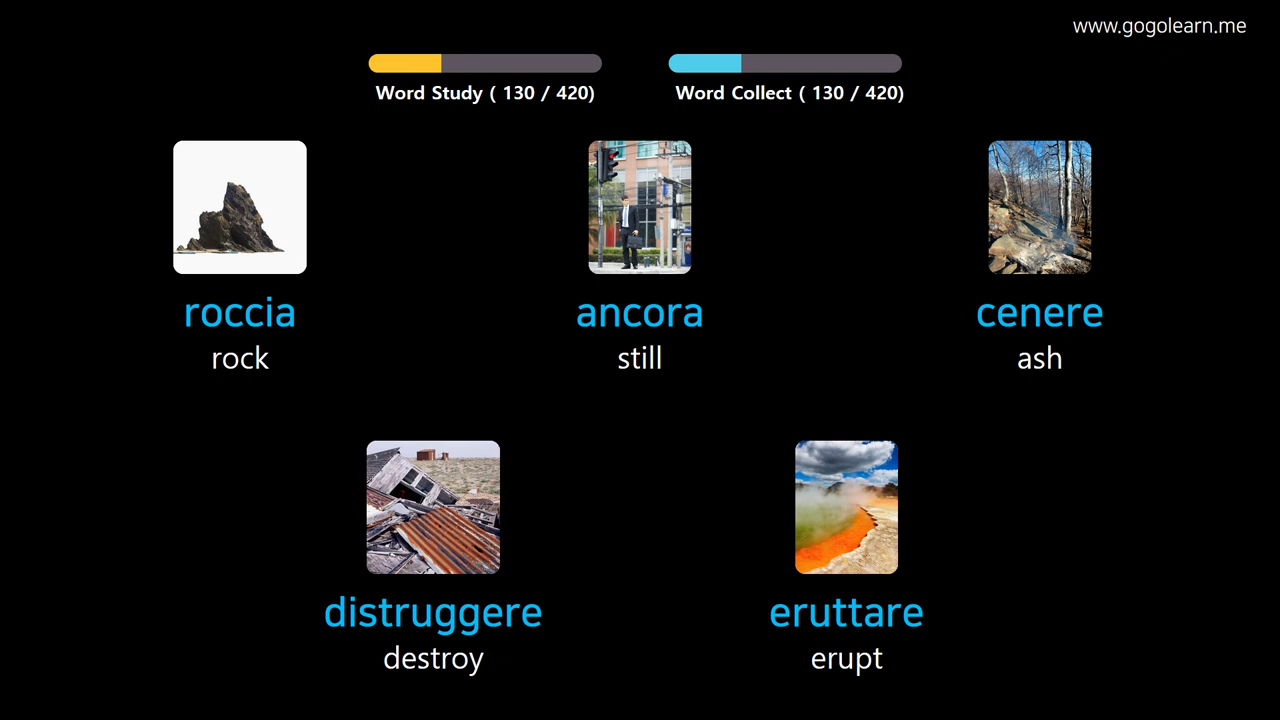 www.gogolearn.me
Word Study ( 130 / 420)
Word Collect ( 130 / 420)
roccia
rock
ancora
still
cenere
ash
distruggere
destroy
eruttare
erupt